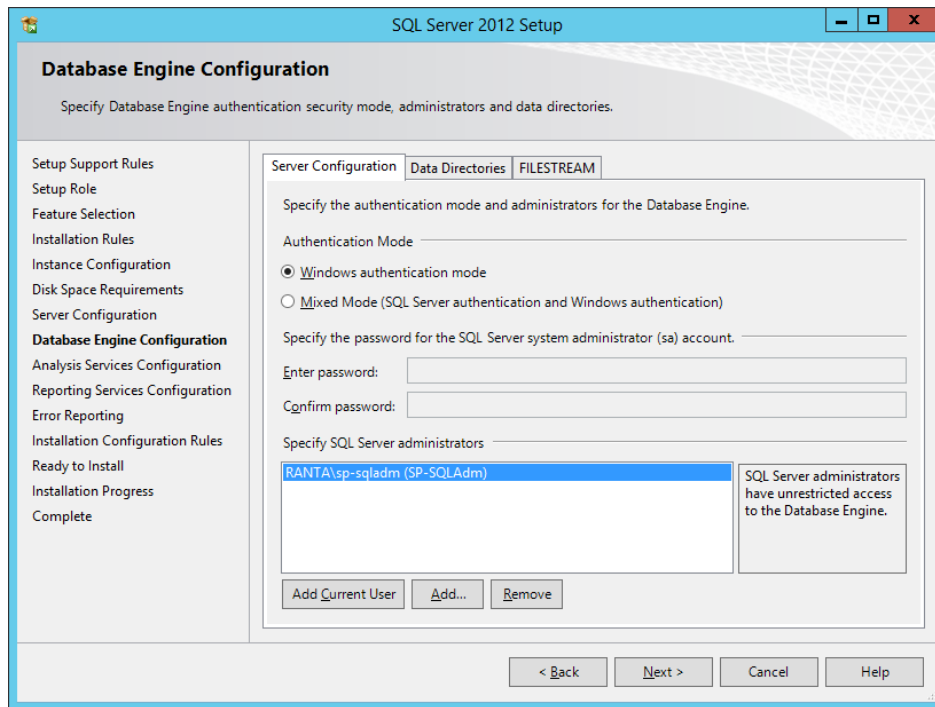 SQL Server 2012 Setup
Database Engine Configuration
Specify Database Engine authentication security mode, administrators and data directories.
Setup Support Rules
Setup Role
Feature Selection
Installation Rules
Instance Configuration
Disk Space Requirements
Server Configuration
Database Engine Configuration
Analysis Services Configuration
Reporting Services Configuration
Error Reporting
Installation Configuration Rules
Ready to Install
Installation Progress
Complete
Server Configuration Data Directories FILESTREAM
Specify the authentication mode and administrators for the Database Engine.
Authentication Mode
Windows authentication mode
Mixed Mode (SQL Server authentication and Windows authentication)
Specify the password for the SQL Server system administrator (sa) account.
Enter password:
Confirm password:
Specify SQL Server administrators
RANTA\sp-sqladm (SP-SQLAdm)
SQL Server administrators
have unrestricted access
to the Database Engine.
Add Current User Add... Remove
< Back Next > Cancel Help